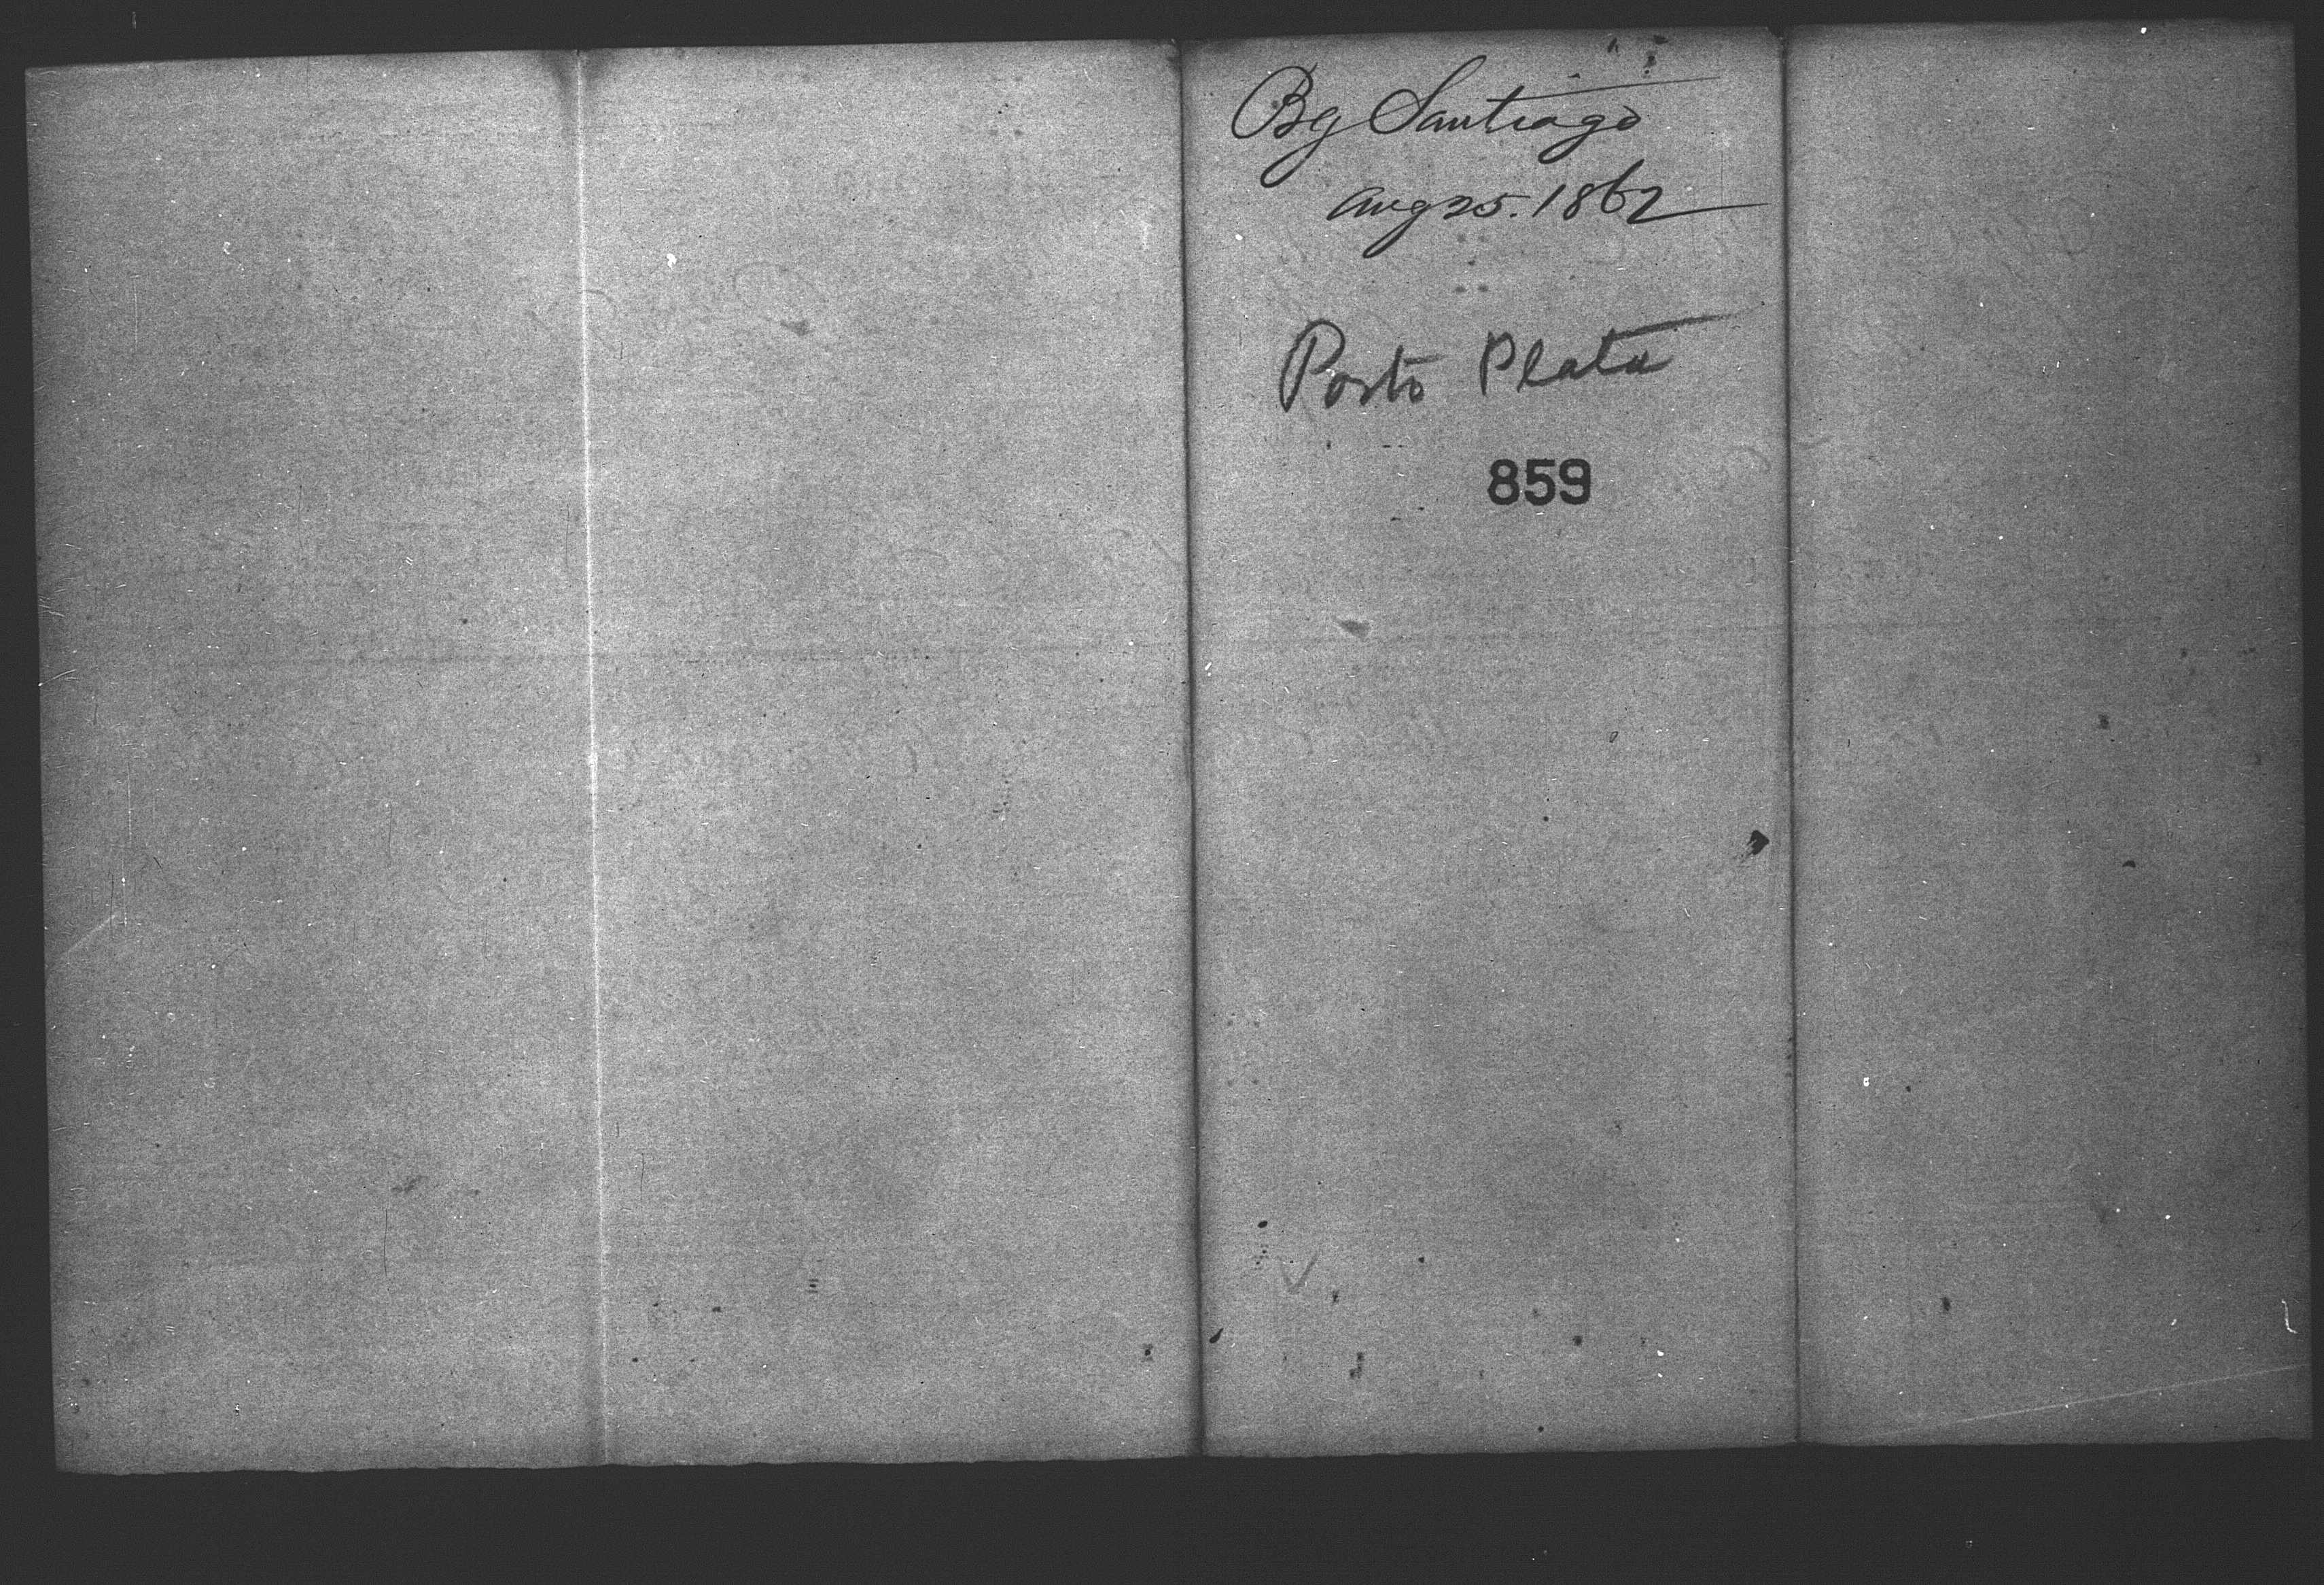 Bg Santiago
Aug 25. 1862
Porto Plata
859